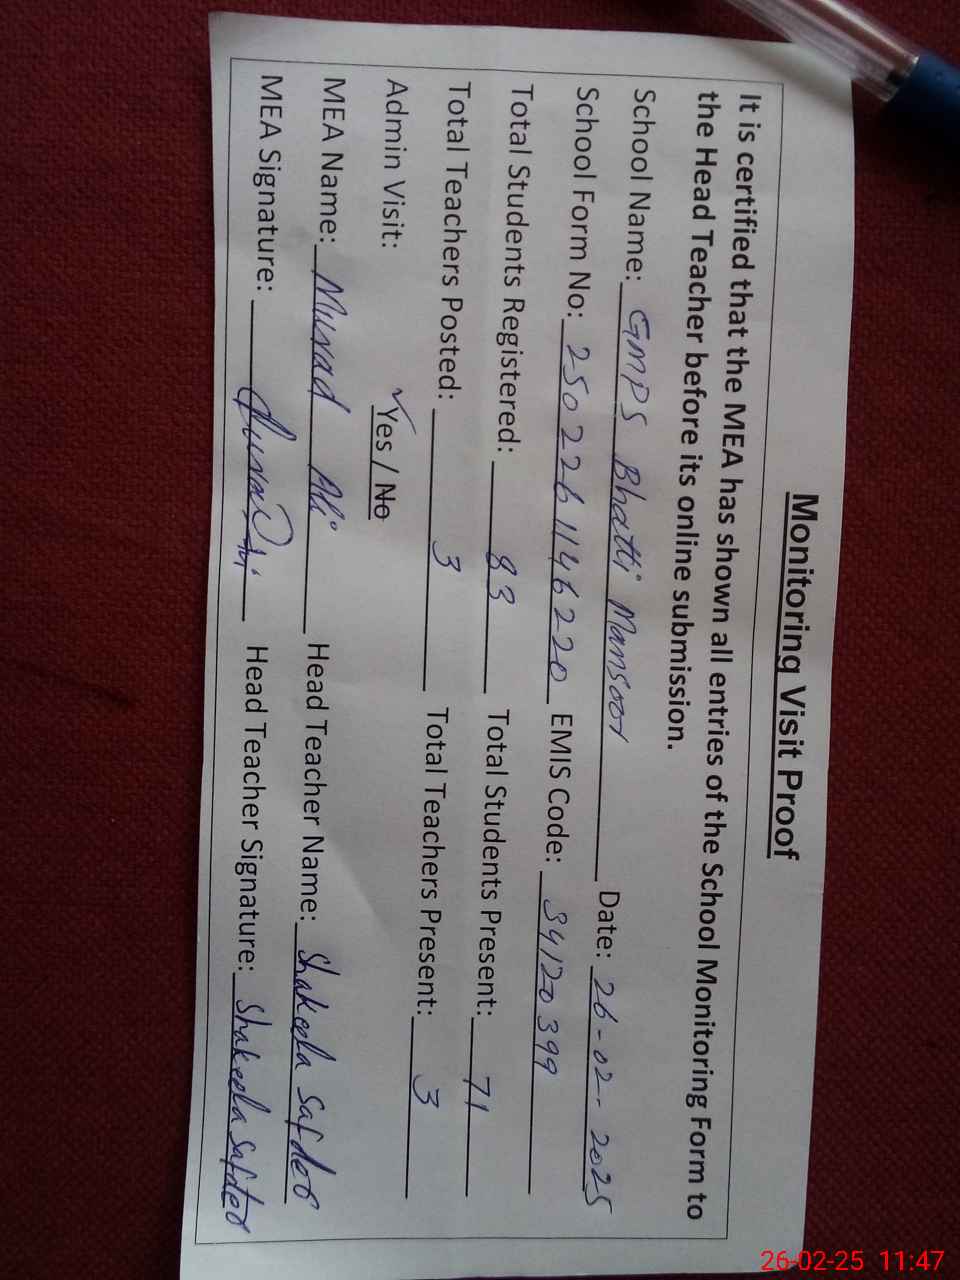 Monitoring Visit Proof
It is certified that the MEA has shown all entries of the School Monitoring Form to
the Head Teacher before its online submission.
School Name: GMPS Bhatti Mansoor Date: 26-02-2025
School Form No: 2502261146220 EMIS Code: 34120399
Total Students Registered: 83 Total Students Present: 71
Total Teachers Posted: 3 Total Teachers Present: 3
Admin Visit: ✓Yes / No
MEA Name: Murad Ali Head Teacher Name: Shakeela Safder
MEA Signature: Head Teacher Signature: Shakeela Safder
26-02-25 11:47